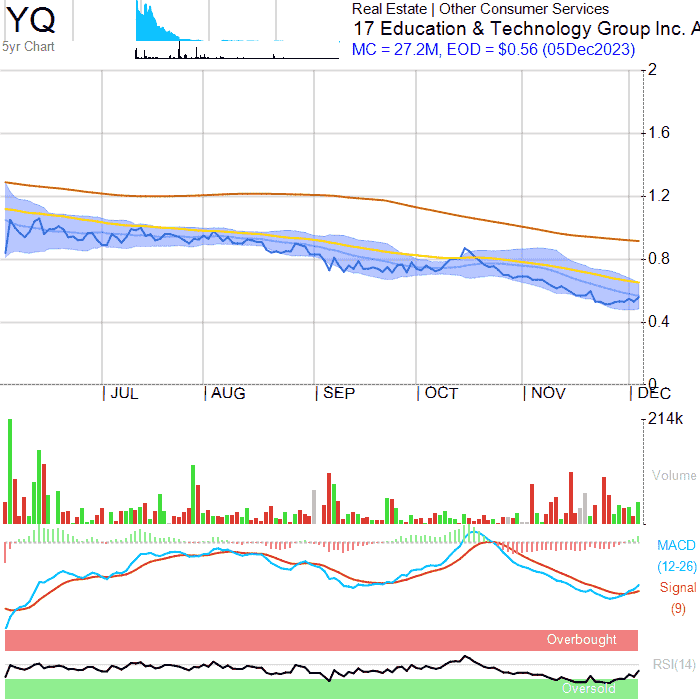 YQ
5yr Chart
Real Estate | Other Consumer Services
17 Education & Technology Group Inc. A
MC = 27.2M, EOD = $0.56 (05Dec2023)
2
1.6
1.2
0.8
0.4
0
JUL
AUG
SEP
OCT
NOV
DEC
214k
Volume
MACD
(12-26)
Signal
(9)
Overbought
RSI(14)
Oversold